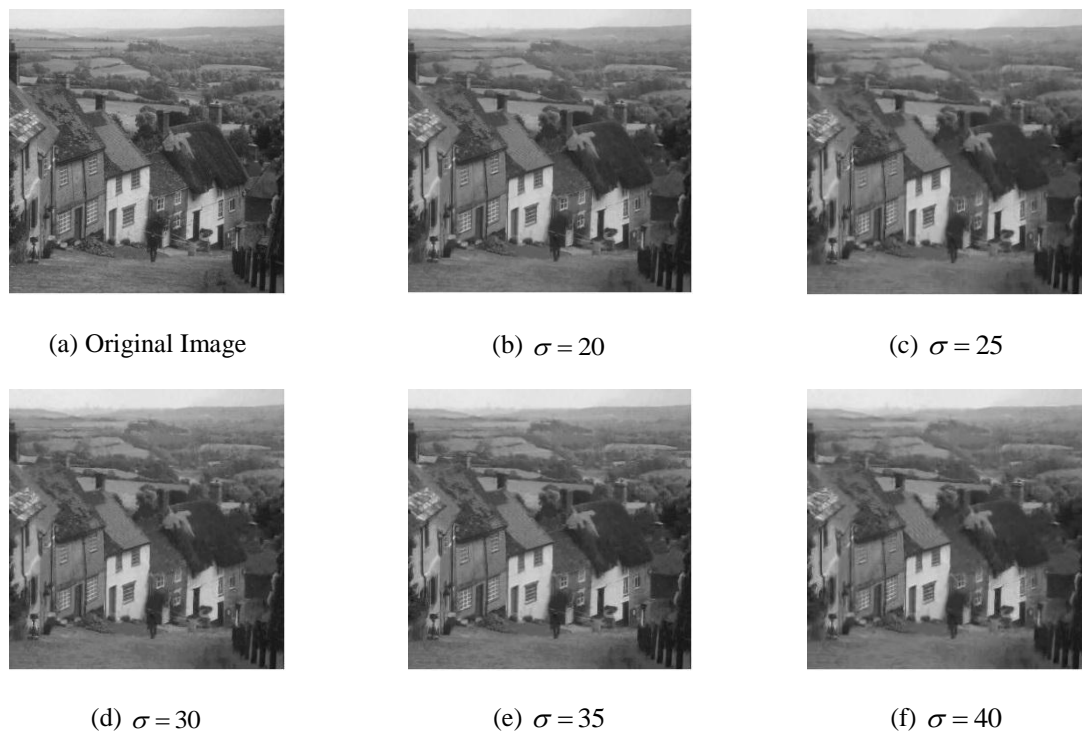 (a) Original Image
(b) σ = 20
(c) σ = 25
(d) σ = 30
(e) σ = 35
(f) σ = 40